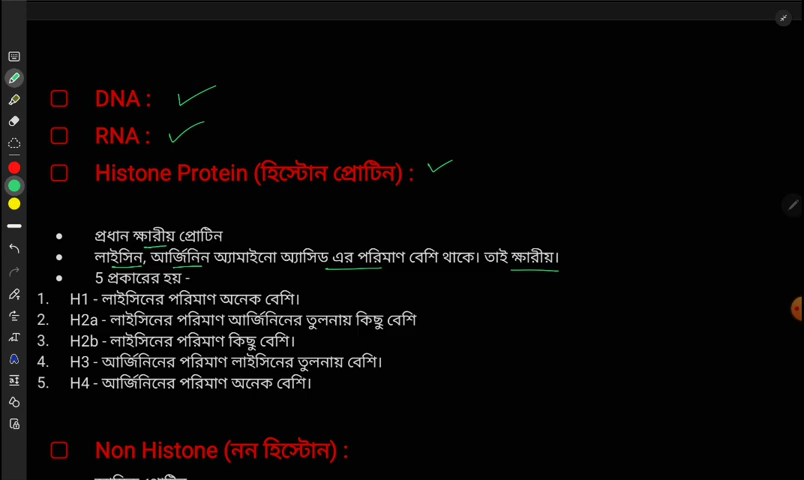 DNA :
RNA :
Histone Protein (হিস্টোন প্রোটিন) :
প্রধান ক্ষারীয় প্রোটিন
লাইসিন, আর্জিনিন অ্যামাইনো অ্যাসিড এর পরিমাণ বেশি থাকে। তাই ক্ষারীয়।
5 প্রকারের হয় -
1. H1 - লাইসিনের পরিমাণ অনেক বেশি।
2. H2a - লাইসিনের পরিমাণ আর্জিনিনের তুলনায় কিছু বেশি
3. H2b - লাইসিনের পরিমাণ কিছু বেশি।
4. H3 - আর্জিনিনের পরিমাণ লাইসিনের তুলনায় বেশি।
5. H4 - আর্জিনিনের পরিমাণ অনেক বেশি।
Non Histone (নন হিস্টোন) :